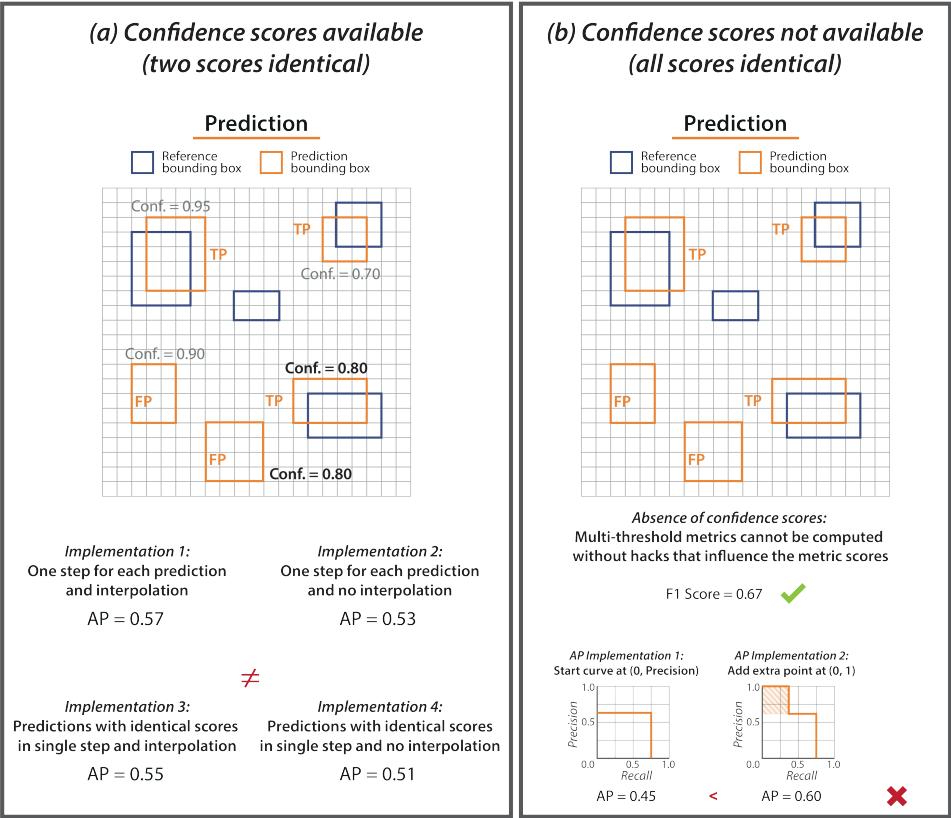 (a) Confidence scores available
(two scores identical)
Prediction
Reference
bounding box
Prediction
bounding box
Conf. = 0.95
TP
TP
Conf. = 0.70
Conf. = 0.90
FP
Conf. = 0.80
TP
FP
Conf. = 0.80
Implementation 1:
One step for each prediction
and interpolation
AP = 0.57
Implementation 2:
One step for each prediction
and no interpolation
AP = 0.53
≠
Implementation 3:
Predictions with identical scores
in single step and interpolation
AP = 0.55
Implementation 4:
Predictions with identical scores
in single step and no interpolation
AP = 0.51
(b) Confidence scores not available
(all scores identical)
Prediction
Reference
bounding box
Prediction
bounding box
TP
TP
FP
TP
FP
Absence of confidence scores:
Multi-threshold metrics cannot be computed
without hacks that influence the metric scores
F1 Score = 0.67
AP Implementation 1:
Start curve at (0, Precision)
1.0
0.5
0.0
0.5
1.0
Precision
Recall
AP = 0.45
<
AP Implementation 2:
Add extra point at (0, 1)
1.0
0.5
0.0
0.5
1.0
Precision
Recall
AP = 0.60